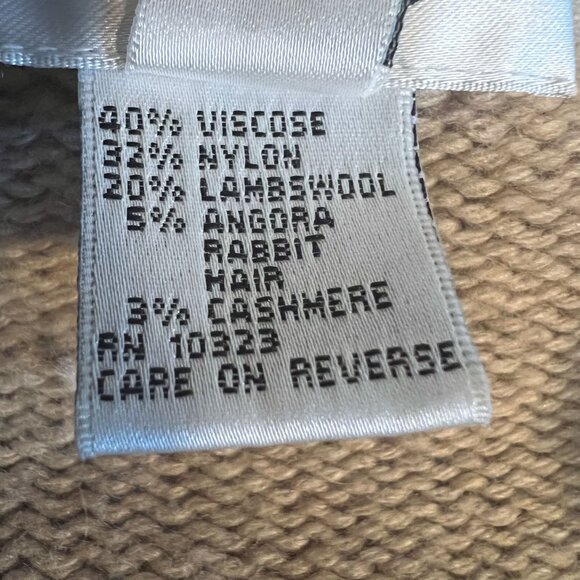 40% VISCOSE
32% NYLON
20% LAMBSWOOL
5% ANGORA
RABBIT
HAIR
3% CASHMERE
RN 10323
CARE ON REVERSE